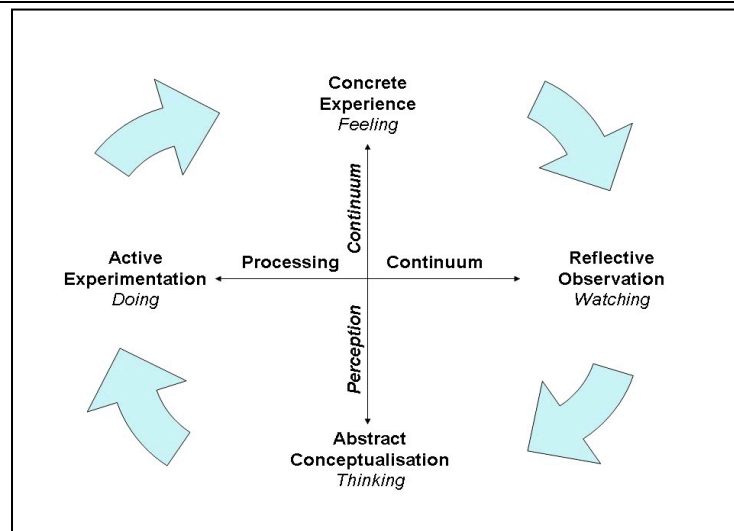 Concrete
Experience
Feeling
Continuum
Active
Experimentation
Doing
Processing
Continuum
Reflective
Observation
Watching
Perception
Abstract
Conceptualisation
Thinking